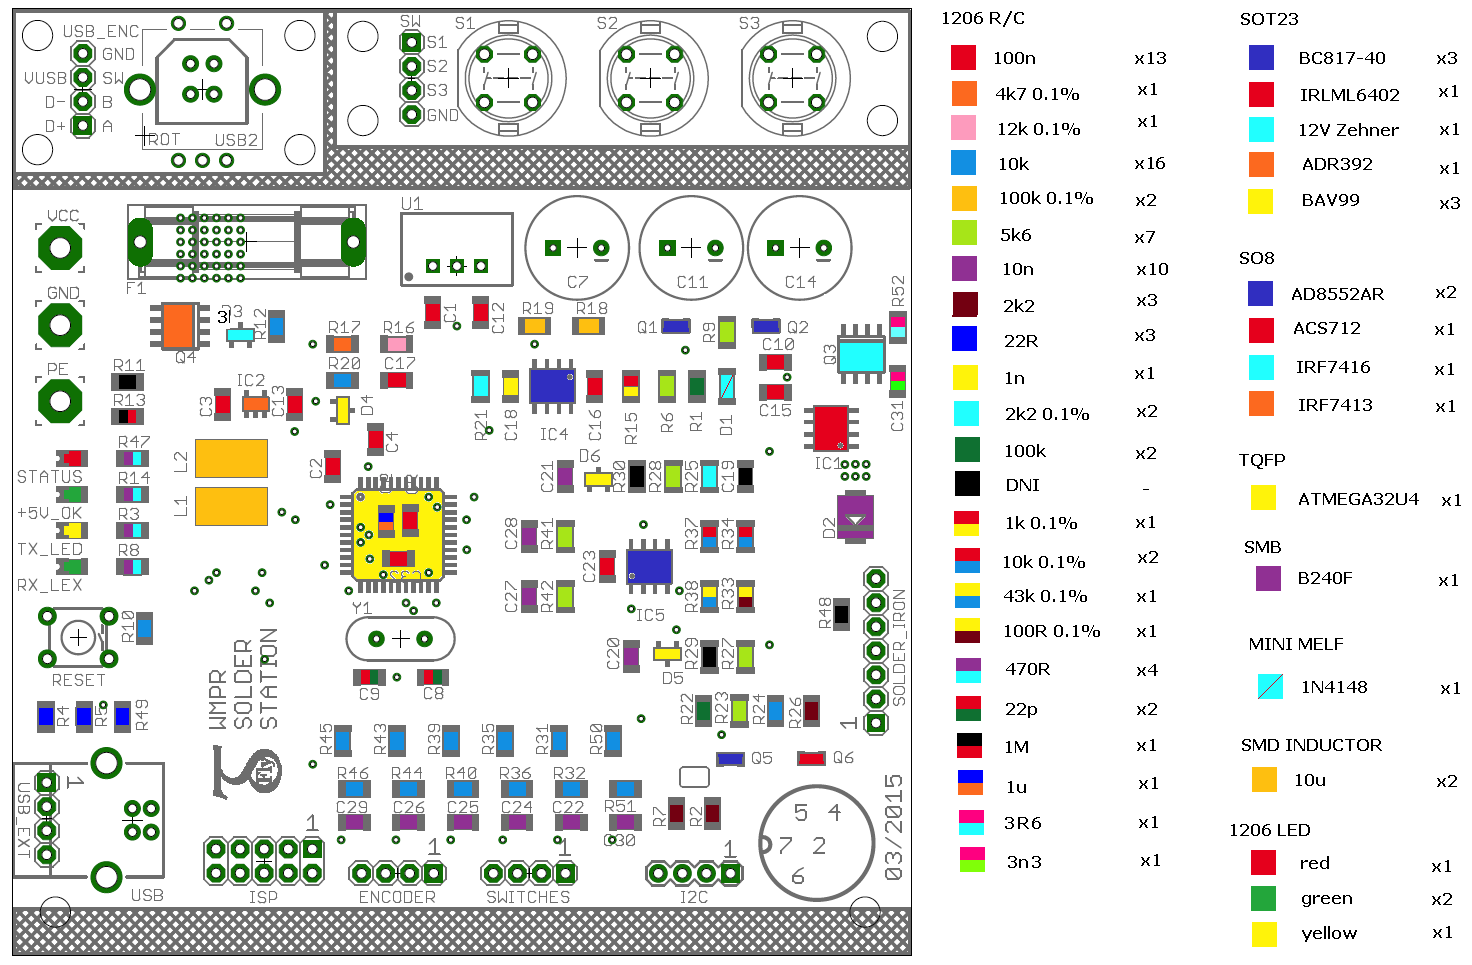 USB_ENC
GND
VUSB SW
D- B
D+ A
ROT USB2
SW
S1
S2
S3
GND
S1
S2
S3
VCC
GND
PE
F1
U1
C7
C11
C14
Q4
R12
C1
C12
R19
R18
Q1
R9
Q2
R52
Q3
R17
R16
C10
R11
R20
C17
IC2
R13
C3
C13
D4
R21
C18
IC4
C16
R15
R6
R1
D1
C15
C31
IC1
C4
C2
L2
L1
R47
STATUS
R14
+5V_OK
R3
TX_LED
R8
RX_LEX
C21
D6
R30
R28
R25
C19
D2
C28
R41
C23
R37
R34
C27
R42
IC5
R38
R33
R48
SOLDER_IRON
1
Y1
R10
RESET
WMPR
SOLDER
STATION
C20
D5
R29
R27
C9
C8
R4
R5
R49
R22
R23
R24
R26
R45
R43
R39
R35
R31
R50
Q5
Q6
R46
R44
R40
R36
R32
R51
C29
C26
C25
C24
C22
C30
R7
R2
Fly
USB_EXT
1
USB
1
ISP
1
ENCODER
1
SWITCHES
1
I2C
5 4
7 2
6
03/2015
1206 R/C
100n x13
4k7 0.1% x1
12k 0.1% x1
10k x16
100k 0.1% x2
5k6 x7
10n x10
2k2 x3
22R x3
1n x1
2k2 0.1% x2
100k x2
DNI -
1k 0.1% x1
10k 0.1% x2
43k 0.1% x1
100R 0.1% x1
470R x4
22p x2
1M x1
1u x1
3R6 x1
3n3 x1
SOT23
BC817-40 x3
IRLML6402 x1
12V Zehner x1
ADR392 x1
BAV99 x3
SO8
AD8552AR x2
ACS712 x1
IRF7416 x1
IRF7413 x1
TQFP
ATMEGA32U4 x1
SMB
B240F x1
MINI MELF
1N4148 x1
SMD INDUCTOR
10u x2
1206 LED
red x1
green x2
yellow x1